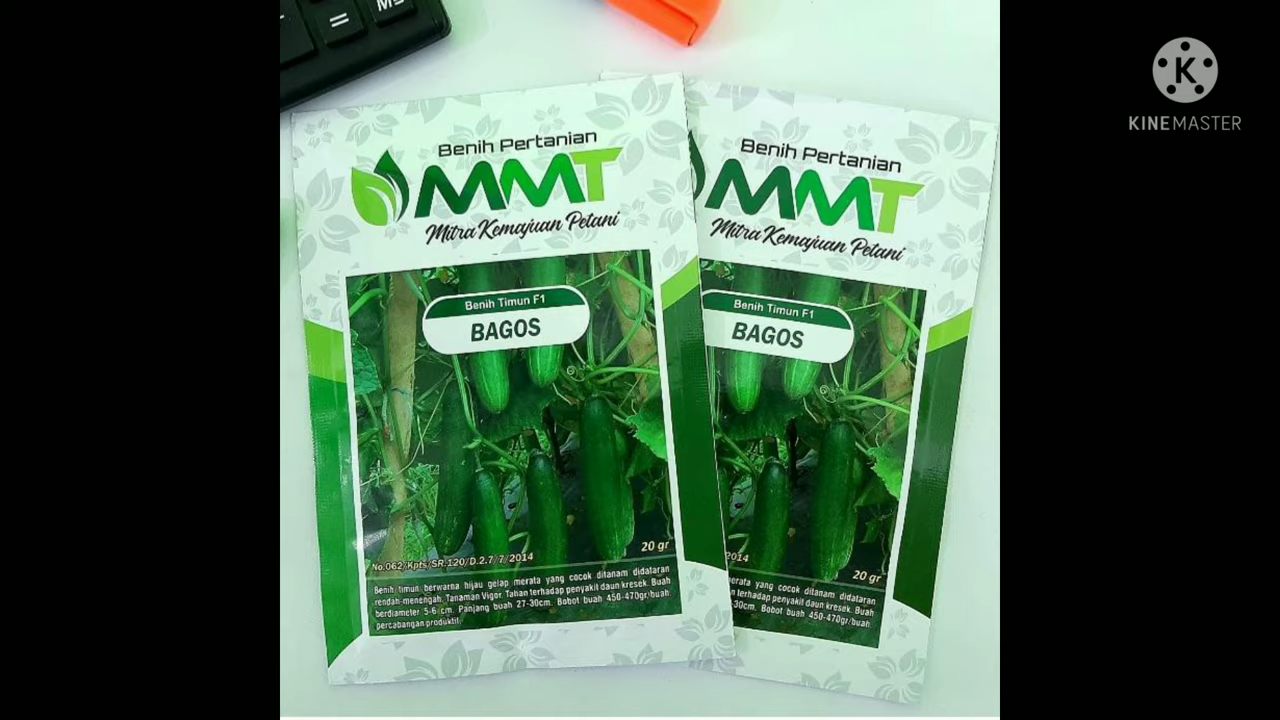 =
KINEMASTER
Benih Pertanian
MMT
Mitra Kemajuan Petani
Benih Timun F1
BAGOS
No.062/Kpts/SR.120/D.2.7/7/2014
20 gr
Benih timun berwarna hijau gelap merata yang cocok ditanam didataran
rendah-menengah. Tanaman Vigor. Tahan terhadap penyakit daun kresek. Buah
berdiameter 5-6 cm. Panjang buah 27-30cm. Bobot buah 450-470gr/buah
percabangan produktif.
Benih Pertanian
MMT
Mitra Kemajuan Petani
Benih Timun F1
BAGOS
2014
20 gr
merata yang cocok ditanam didataran
terhadap penyakit daun kresek. Buah
-30cm. Bobot buah 450-470gr/buah